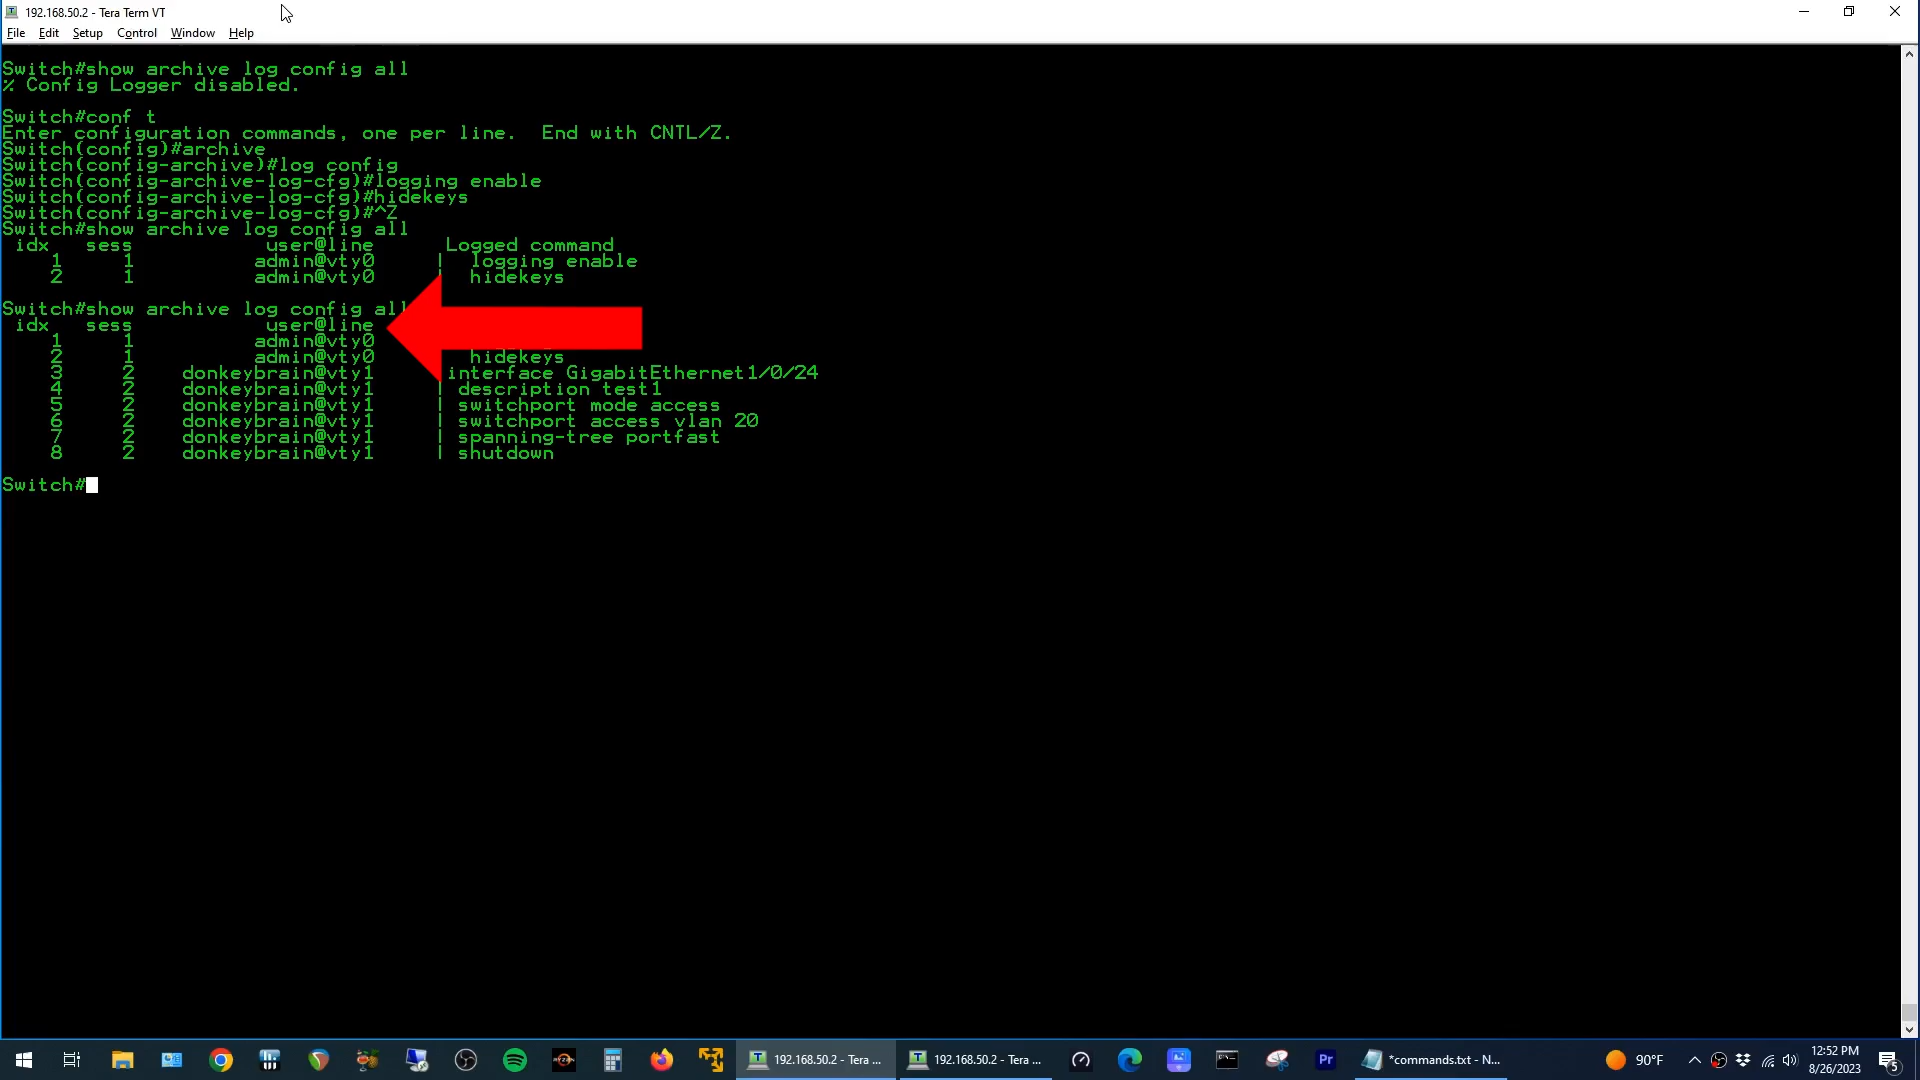 192.168.50.2 - Tera Term VT
File Edit Setup Control Window Help
Switch#show archive log config all
% Config Logger disabled.
Switch#conf t
Enter configuration commands, one per line.  End with CNTL/Z.
Switch(config)#archive
Switch(config-archive)#log config
Switch(config-archive-log-cfg)#logging enable
Switch(config-archive-log-cfg)#hidekeys
Switch(config-archive-log-cfg)#^Z
Switch#show archive log config all
idx sess user@line Logged command
1 1 admin@vty0 | logging enable
2 1 admin@vty0 | hidekeys
Switch#show archive log config all
idx sess user@line
1 1 admin@vty0
2 1 admin@vty0 hidekeys
3 2 donkeybrain@vty1 interface GigabitEthernet1/0/24
4 2 donkeybrain@vty1 | description test1
5 2 donkeybrain@vty1 | switchport mode access
6 2 donkeybrain@vty1 | switchport access vlan 20
7 2 donkeybrain@vty1 | spanning-tree portfast
8 2 donkeybrain@vty1 | shutdown
Switch#
192.168.50.2 - Tera ... 192.168.50.2 - Tera ... Pr *commands.txt - N... 90°F 12:52 PM
8/26/2023 5